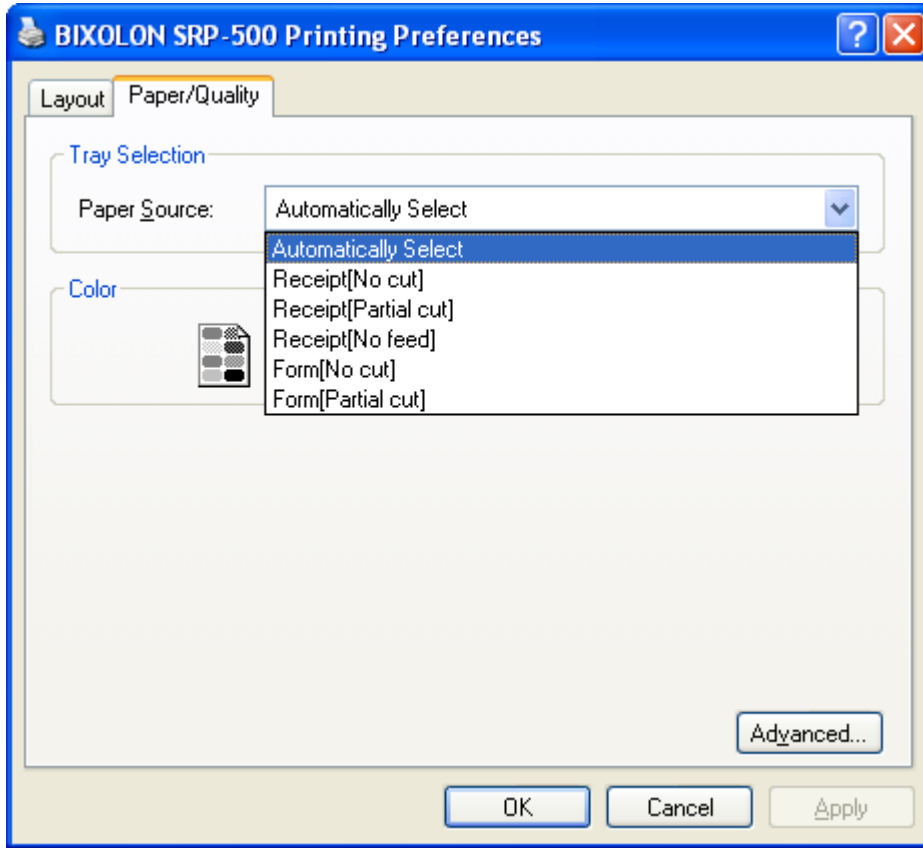 BIXOLON SRP-500 Printing Preferences
Layout
Paper/Quality
Tray Selection
Paper Source:
Automatically Select
Automatically Select
Receipt[No cut]
Receipt[Partial cut]
Receipt[No feed]
Form[No cut]
Form[Partial cut]
Color
Advanced...
OK
Cancel
Apply